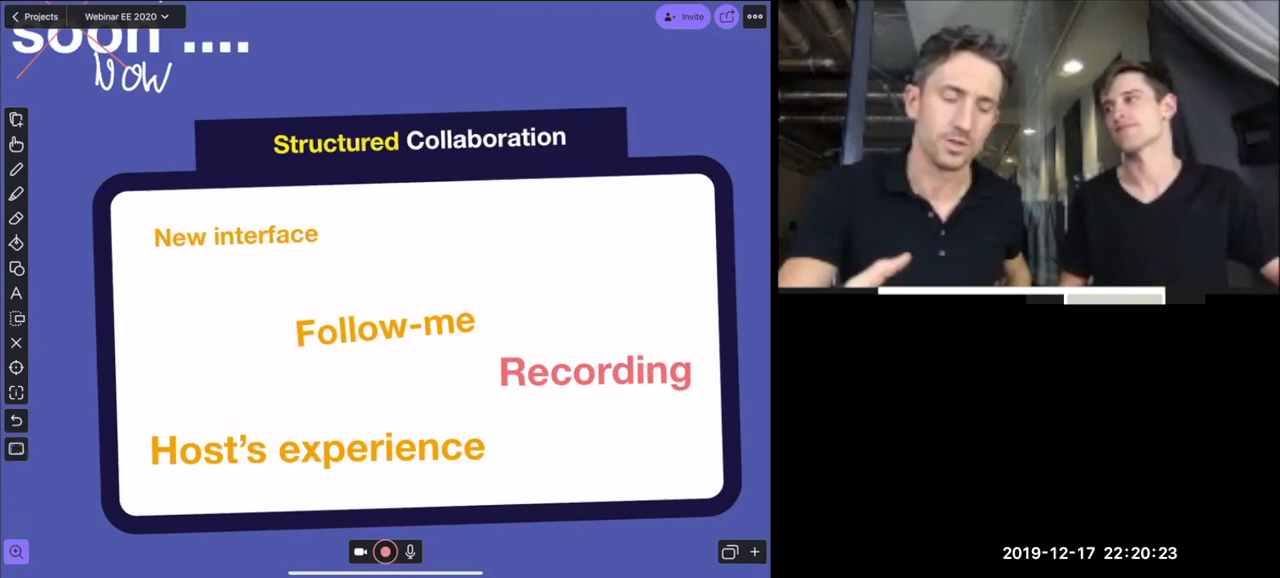 Projects
Webinar EE 2020
Invite
soon ....
Now
Structured Collaboration
New interface
Follow-me
Recording
Host's experience
2019-12-17 22:20:23